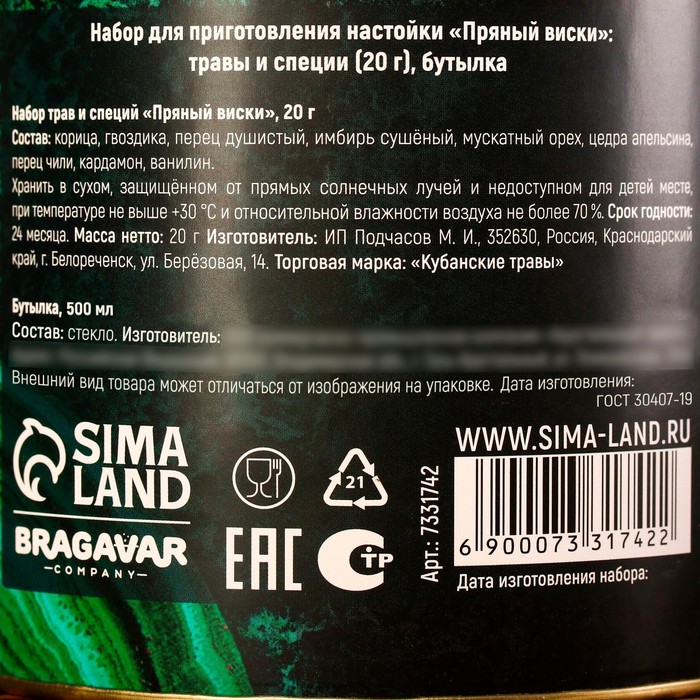 Набор для приготовления настойки «Пряный виски»:
травы и специи (20 г), бутылка
Набор трав и специй «Пряный виски», 20 г
Состав: корица, гвоздика, перец душистый, имбирь сушёный, мускатный орех, цедра апельсина,
перец чили, кардамон, ванилин.
Хранить в сухом, защищённом от прямых солнечных лучей и недоступном для детей месте,
при температуре не выше +30 °С и относительной влажности воздуха не более 70 %. Срок годности:
24 месяца. Масса нетто: 20 г Изготовитель: ИП Подчасов М. И., 352630, Россия, Краснодарский
край, г. Белореченск, ул. Берёзовая, 14. Торговая марка: «Кубанские травы»
Бутылка, 500 мл
Состав: стекло. Изготовитель:
Внешний вид товара может отличаться от изображения на упаковке. Дата изготовления:
ГОСТ 30407-19
SIMA
LAND
BRAGAVAR
COMPANY
21
EAC
СТР
Арт.: 7331742
WWW.SIMA-LAND.RU
6 900073 317422
Дата изготовления набора: